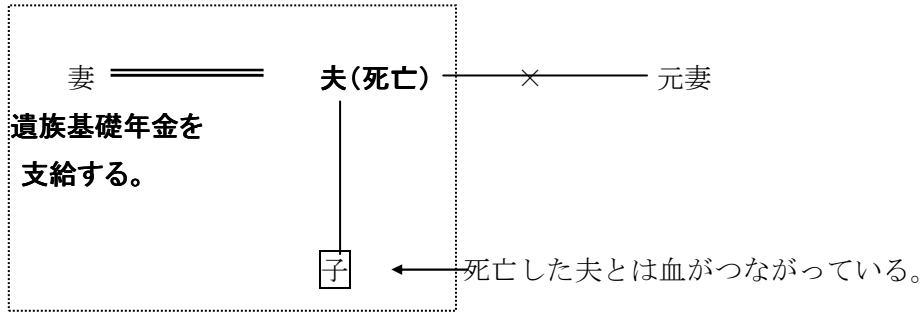 妻
夫(死亡)
×
元妻
遺族基礎年金を
支給する。
子
死亡した夫とは血がつながっている。